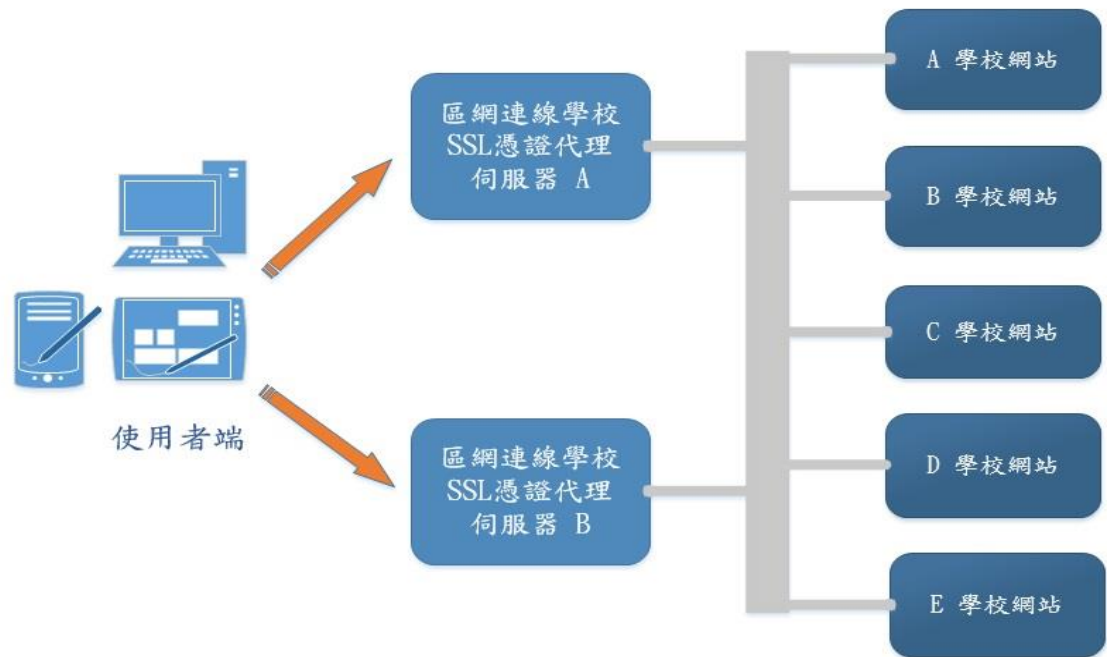 使用者端
區網連線學校
SSL憑證代理
伺服器 A
區網連線學校
SSL憑證代理
伺服器 B
A 學校網站
B 學校網站
C 學校網站
D 學校網站
E 學校網站